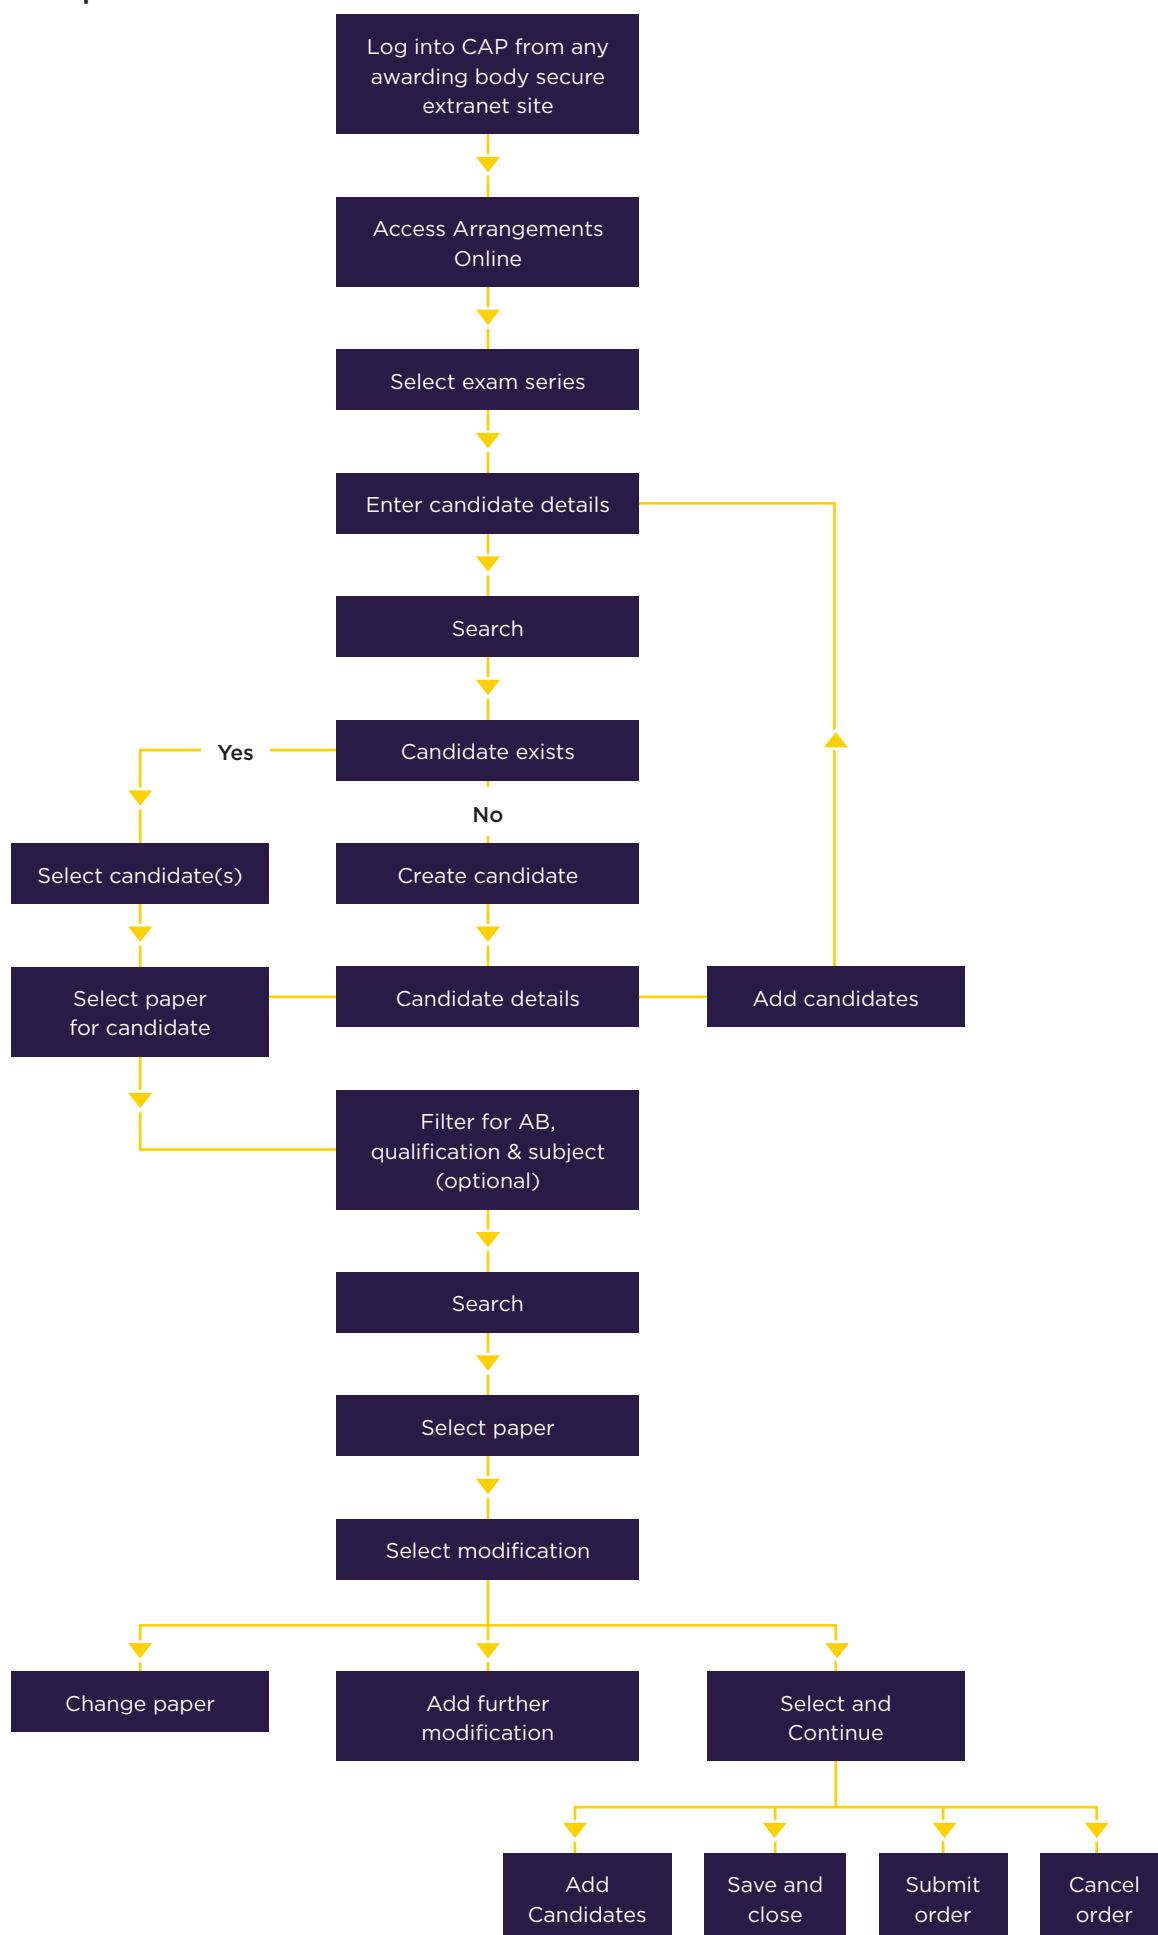 Log into CAP from any
awarding body secure
extranet site
Access Arrangements
Online
Select exam series
Enter candidate details
Search
Yes
Candidate exists
No
Select candidate(s)
Create candidate
Select paper
for candidate
Candidate details
Add candidates
Filter for AB,
qualification & subject
(optional)
Search
Select paper
Select modification
Change paper
Add further
modification
Select and
Continue
Add
Candidates
Save and
close
Submit
order
Cancel
order